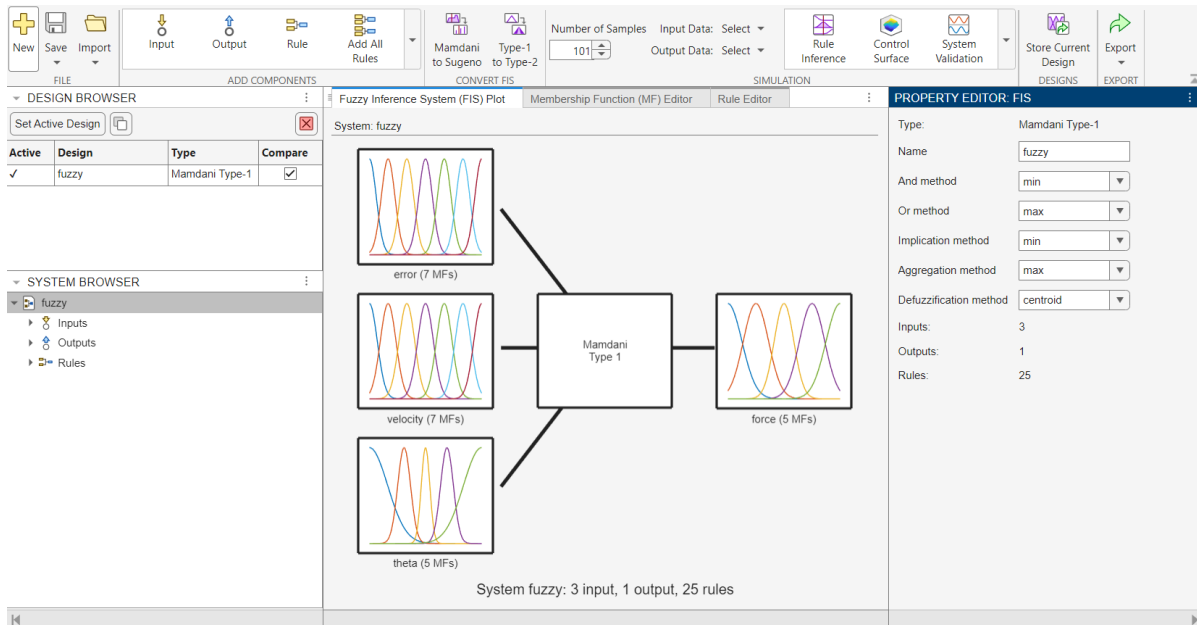 New
Save
Import
FILE
Input
Output
Rule
Add All
Rules
ADD COMPONENTS
Mamdani
to Sugeno
Type-1
to Type-2
CONVERT FIS
Number of Samples
101
Input Data: Select
Output Data: Select
Rule
Inference
Control
Surface
System
Validation
SIMULATION
Store Current
Design
DESIGNS
Export
EXPORT
DESIGN BROWSER
Set Active Design
Active Design Type Compare
fuzzy Mamdani Type-1
SYSTEM BROWSER
fuzzy
Inputs
Outputs
Rules
Fuzzy Inference System (FIS) Plot
Membership Function (MF) Editor
Rule Editor
System: fuzzy
error (7 MFs)
velocity (7 MFs)
theta (5 MFs)
Mamdani
Type 1
force (5 MFs)
System fuzzy: 3 input, 1 output, 25 rules
PROPERTY EDITOR: FIS
Type: Mamdani Type-1
Name fuzzy
And method min
Or method max
Implication method min
Aggregation method max
Defuzzification method centroid
Inputs: 3
Outputs: 1
Rules: 25